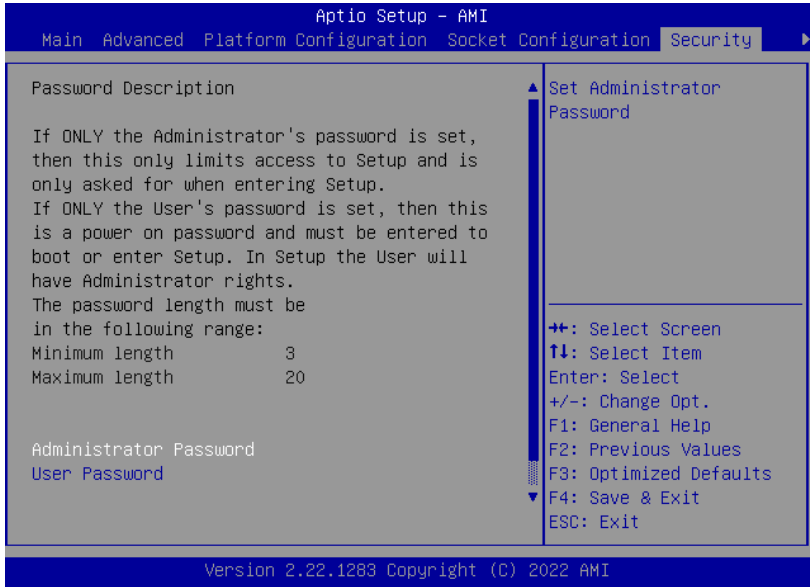 Aptio Setup – AMI
Main Advanced Platform Configuration Socket Configuration Security
Password Description
If ONLY the Administrator's password is set,
then this only limits access to Setup and is
only asked for when entering Setup.
If ONLY the User's password is set, then this
is a power on password and must be entered to
boot or enter Setup. In Setup the User will
have Administrator rights.
The password length must be
in the following range:
Minimum length 3
Maximum length 20
Administrator Password
User Password
Set Administrator
Password
→←: Select Screen
↑↓: Select Item
Enter: Select
+/-: Change Opt.
F1: General Help
F2: Previous Values
F3: Optimized Defaults
F4: Save & Exit
ESC: Exit
Version 2.22.1283 Copyright (C) 2022 AMI